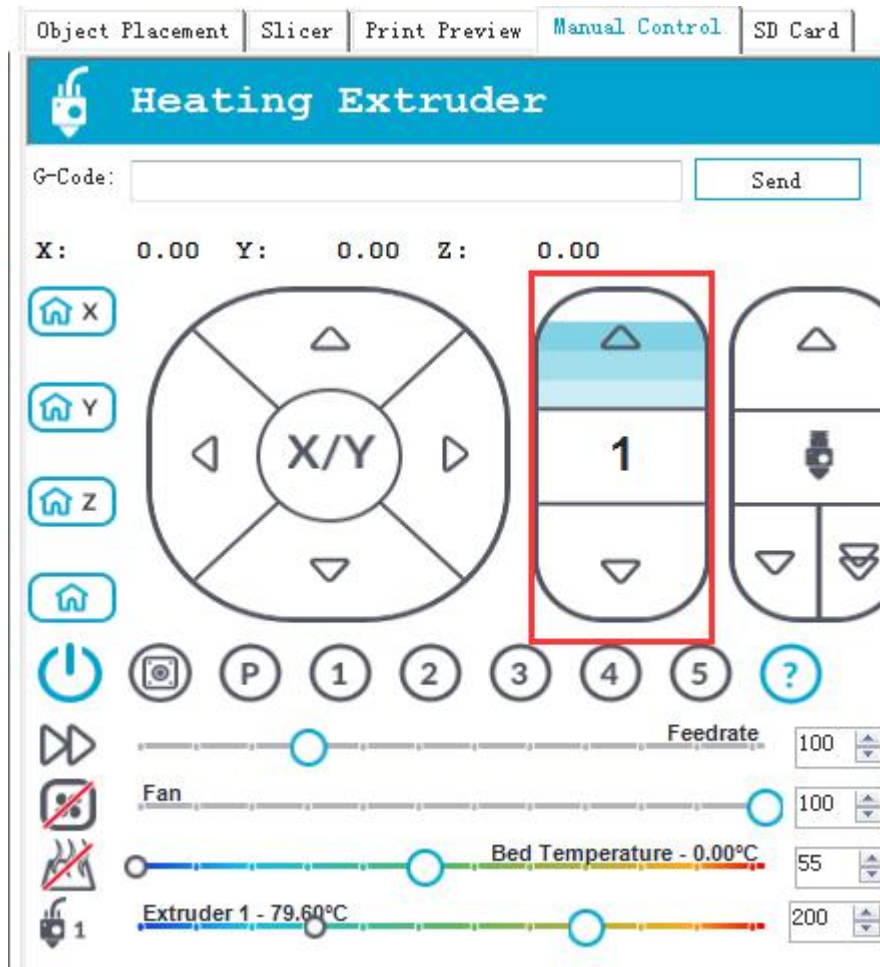 Object Placement Slicer Print Preview Manual Control SD Card
Heating Extruder
G-Code: Send
X: 0.00 Y: 0.00 Z: 0.00
X
Y
X/Y 1
Z
P 1 2 3 4 5 ?
Feedrate 100
Fan 100
Bed Temperature - 0.00°C 55
1 Extruder 1 - 79.60°C 200